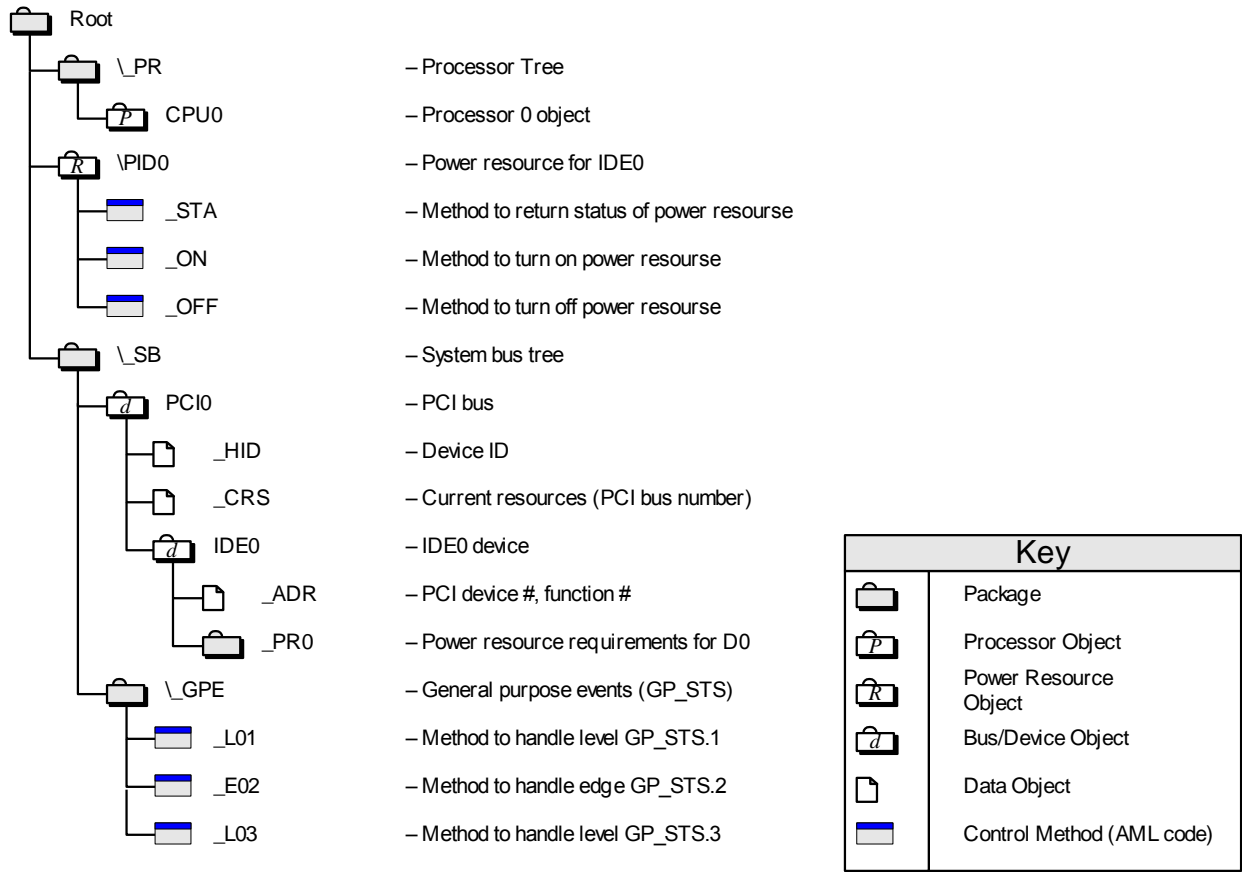 Root
\_PR – Processor Tree
P CPU0 – Processor 0 object
R \PID0 – Power resource for IDE0
_STA – Method to return status of power resourse
_ON – Method to turn on power resourse
_OFF – Method to turn off power resourse
\_SB – System bus tree
d PCI0 – PCI bus
_HID – Device ID
_CRS – Current resources (PCI bus number)
d IDE0 – IDE0 device
_ADR – PCI device #, function #
_PR0 – Power resource requirements for D0
\_GPE – General purpose events (GP_STS)
_L01 – Method to handle level GP_STS.1
_E02 – Method to handle edge GP_STS.2
_L03 – Method to handle level GP_STS.3
Key
Package
P Processor Object
R Power Resource
Object
d Bus/Device Object
Data Object
Control Method (AML code)